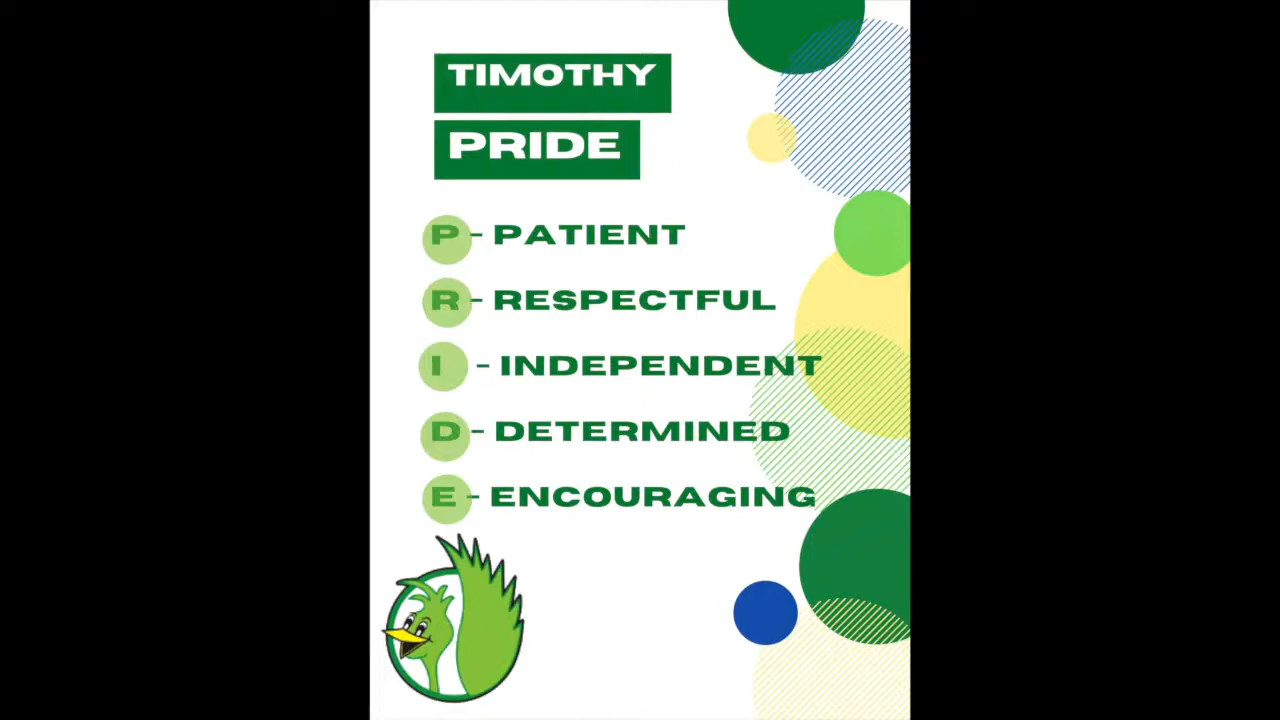 TIMOTHY
PRIDE
P - PATIENT
R - RESPECTFUL
I - INDEPENDENT
D - DETERMINED
E - ENCOURAGING